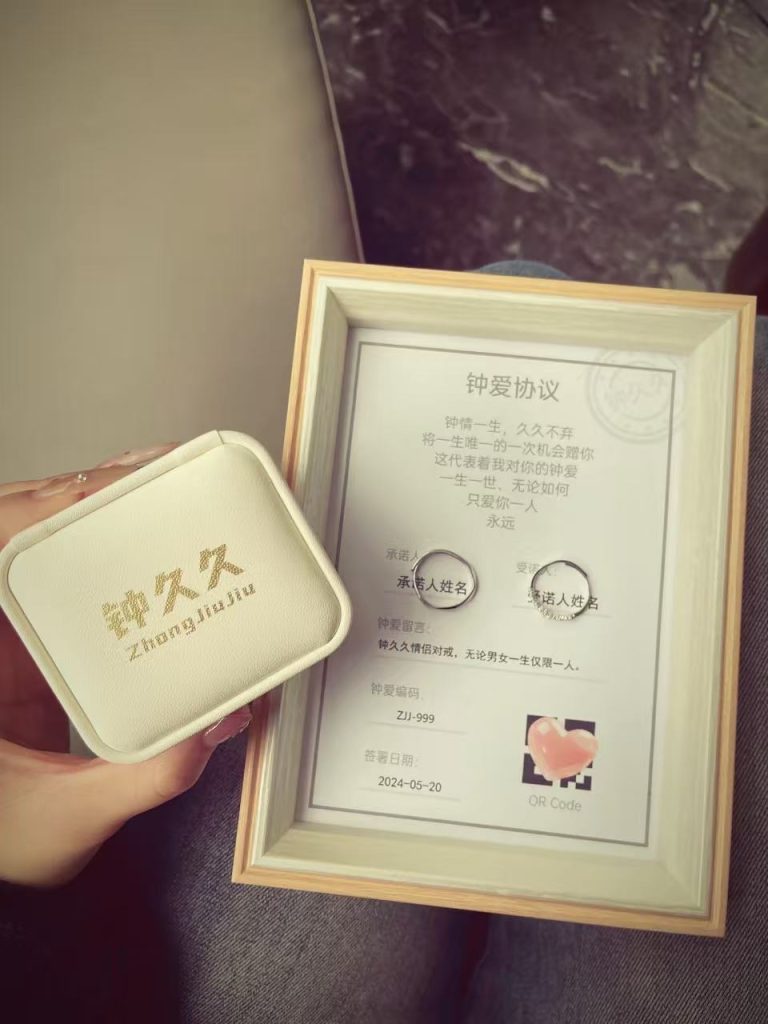 钟久久
ZhongJiuJiu
钟爱协议
钟久久
钟情一生，久久不弃
将一生唯一的一次机会赠你
这代表着我对你的钟爱
一生一世、无论如何
只爱你一人
永远
承诺人
受诺人：
承诺人姓名
受诺人姓名
钟爱留言：
钟久久情侣对戒，无论男女一生仅限一人。
钟爱编码
ZJJ-999
签署日期：
2024-05-20
QR Code